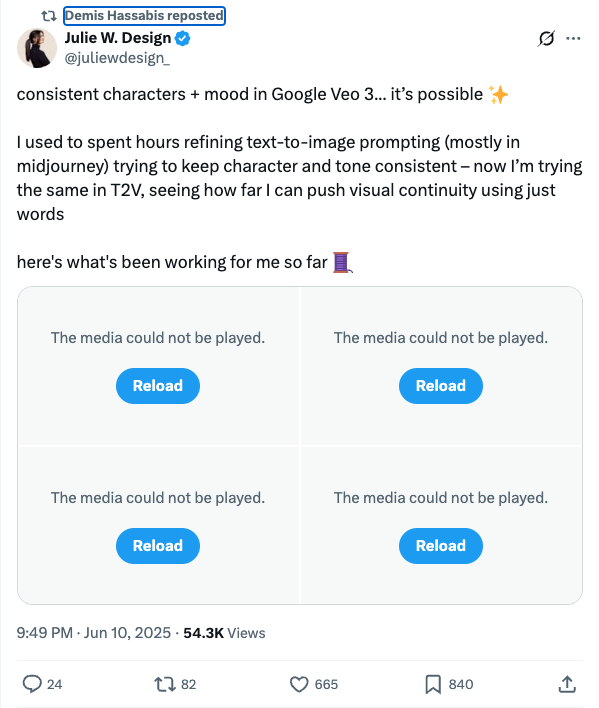 Demis Hassabis reposted
Julie W. Design
@juliewdesign_
consistent characters + mood in Google Veo 3... it's possible ✨
I used to spent hours refining text-to-image prompting (mostly in
midjourney) trying to keep character and tone consistent – now I'm trying
the same in T2V, seeing how far I can push visual continuity using just
words
here's what's been working for me so far 🧵
The media could not be played.
Reload
The media could not be played.
Reload
The media could not be played.
Reload
The media could not be played.
Reload
9:49 PM · Jun 10, 2025 · 54.3K Views
24 82 665 840